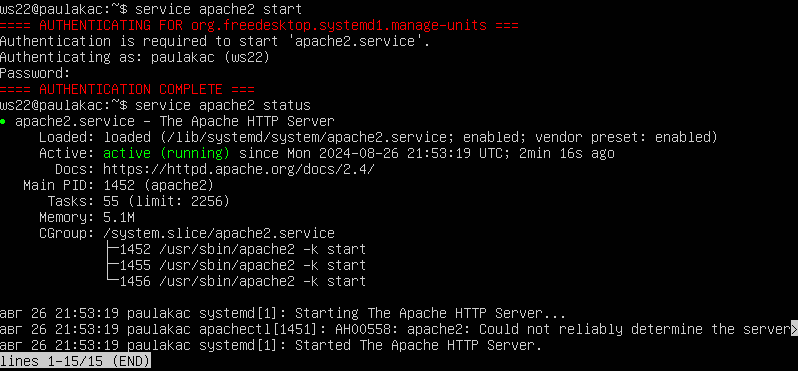 ws22@paulakac:~$ service apache2 start
==== AUTHENTICATING FOR org.freedesktop.systemd1.manage-units ===
Authentication is required to start 'apache2.service'.
Authenticating as: paulakac (ws22)
Password:
==== AUTHENTICATION COMPLETE ===
ws22@paulakac:~$ service apache2 status
● apache2.service - The Apache HTTP Server
     Loaded: loaded (/lib/systemd/system/apache2.service; enabled; vendor preset: enabled)
     Active: active (running) since Mon 2024-08-26 21:53:19 UTC; 2min 16s ago
       Docs: https://httpd.apache.org/docs/2.4/
   Main PID: 1452 (apache2)
      Tasks: 55 (limit: 2256)
     Memory: 5.1M
     CGroup: /system.slice/apache2.service
             ├─1452 /usr/sbin/apache2 -k start
             ├─1455 /usr/sbin/apache2 -k start
             └─1456 /usr/sbin/apache2 -k start

авг 26 21:53:19 paulakac systemd[1]: Starting The Apache HTTP Server...
авг 26 21:53:19 paulakac apachectl[1451]: AH00558: apache2: Could not reliably determine the server>
авг 26 21:53:19 paulakac systemd[1]: Started The Apache HTTP Server.
lines 1-15/15 (END)